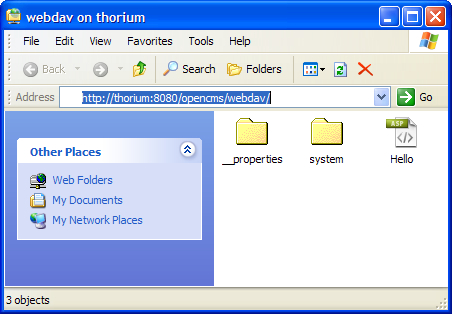 webdav on thorium
File Edit View Favorites Tools Help
Back Search Folders
Address http://thorium:8080/opencms/webdav/ Go
Other Places
Web Folders
My Documents
My Network Places
ASP
__properties system Hello
3 objects